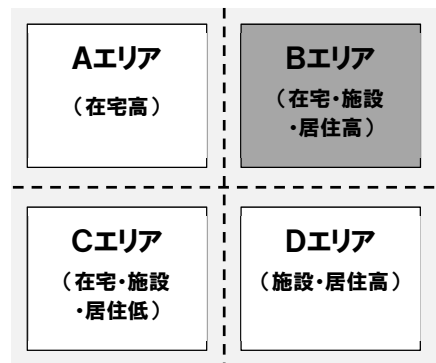 Aエリア
（在宅高）
Bエリア
（在宅・施設
・居住高）
Cエリア
（在宅・施設
・居住低）
Dエリア
（施設・居住高）